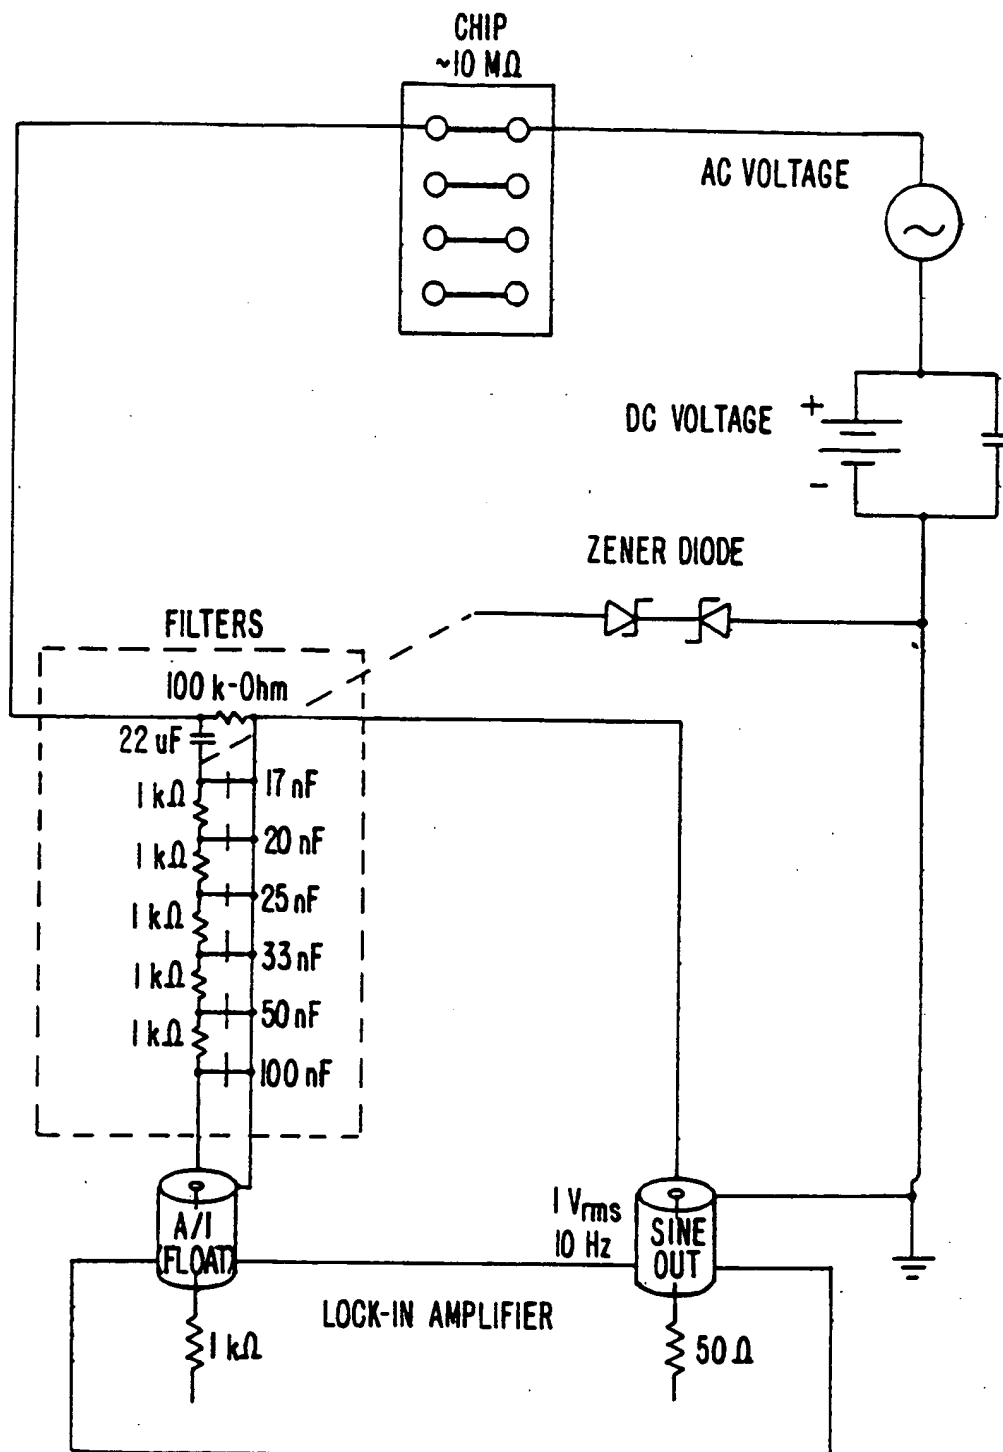 CHIP
~10 MΩ
AC VOLTAGE
+
DC VOLTAGE
-
ZENER DIODE
FILTERS
100 k-Ohm
22 uF
1 kΩ
17 nF
1 kΩ
20 nF
1 kΩ
25 nF
1 kΩ
33 nF
1 kΩ
50 nF
100 nF
A/I
(FLOAT)
1 Vrms
10 Hz
SINE
OUT
LOCK-IN AMPLIFIER
1 kΩ
50 Ω